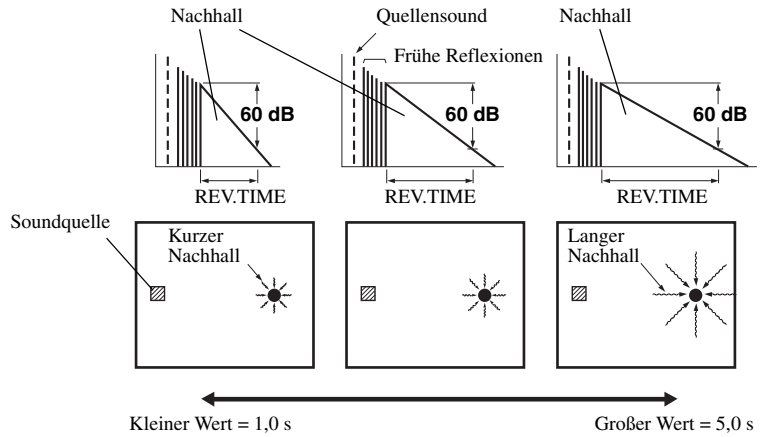 Nachhall
Quellensound
Nachhall
Frühe Reflexionen
60 dB
60 dB
60 dB
REV.TIME
REV.TIME
REV.TIME
Soundquelle
Kurzer
Nachhall
Langer
Nachhall
Kleiner Wert = 1,0 s
Großer Wert = 5,0 s